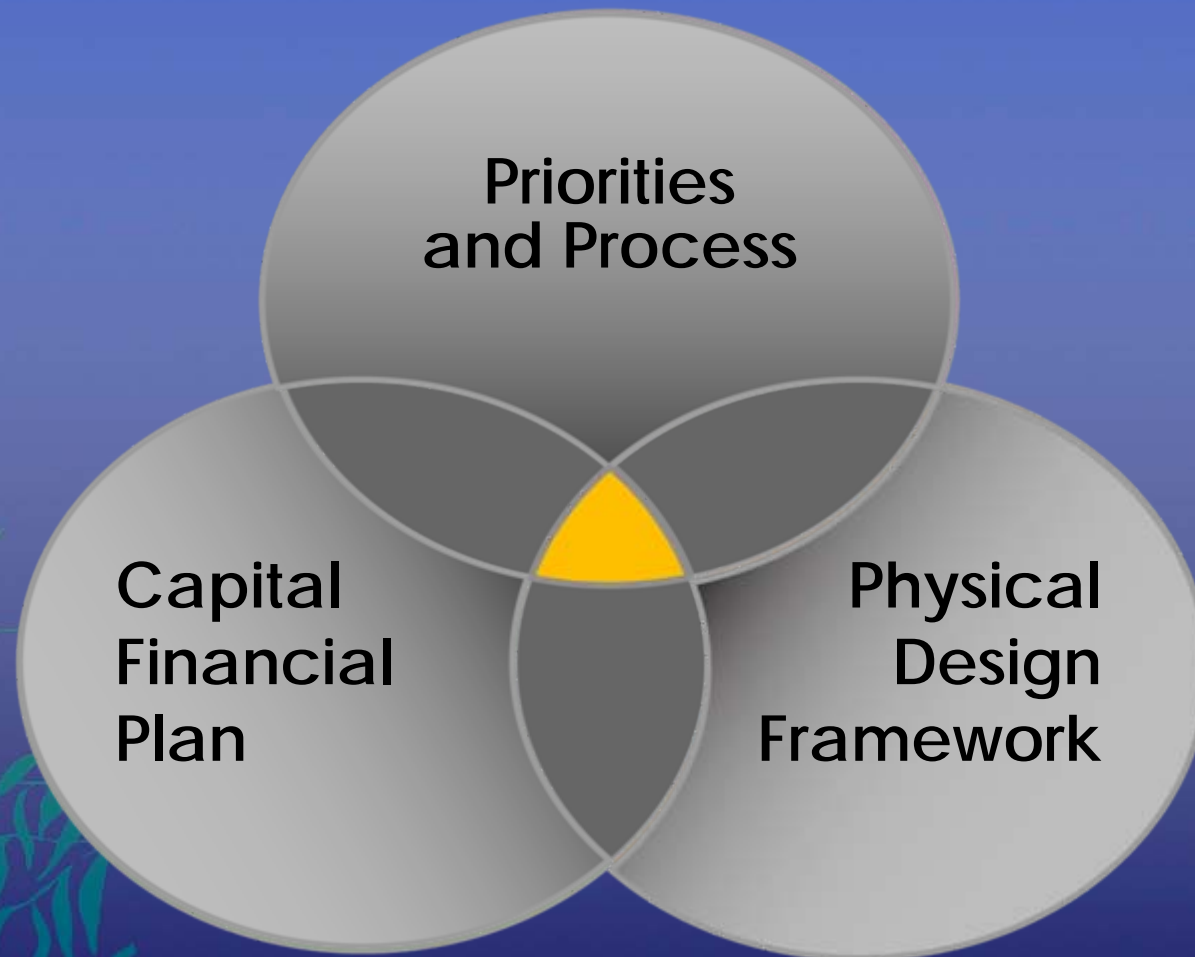 Priorities
and Process
Capital
Financial
Plan
Physical
Design
Framework